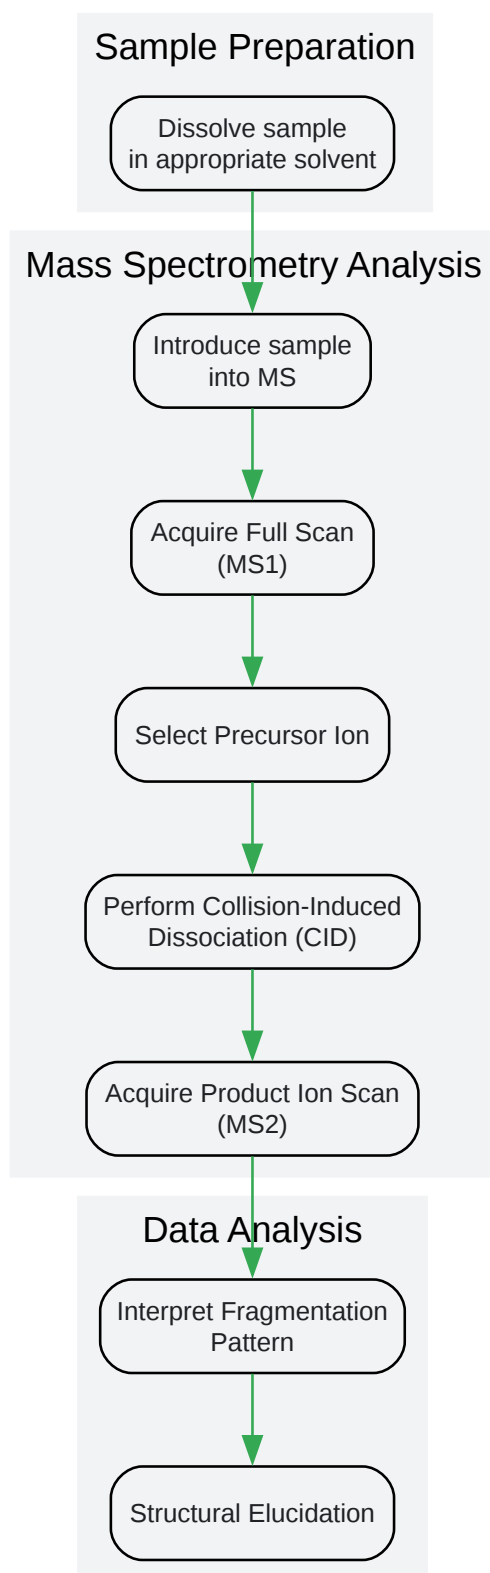 Sample Preparation
Dissolve sample
in appropriate solvent
Mass Spectrometry Analysis
Introduce sample
into MS
Acquire Full Scan
(MS1)
Select Precursor Ion
Perform Collision-Induced
Dissociation (CID)
Acquire Product Ion Scan
(MS2)
Data Analysis
Interpret Fragmentation
Pattern
Structural Elucidation